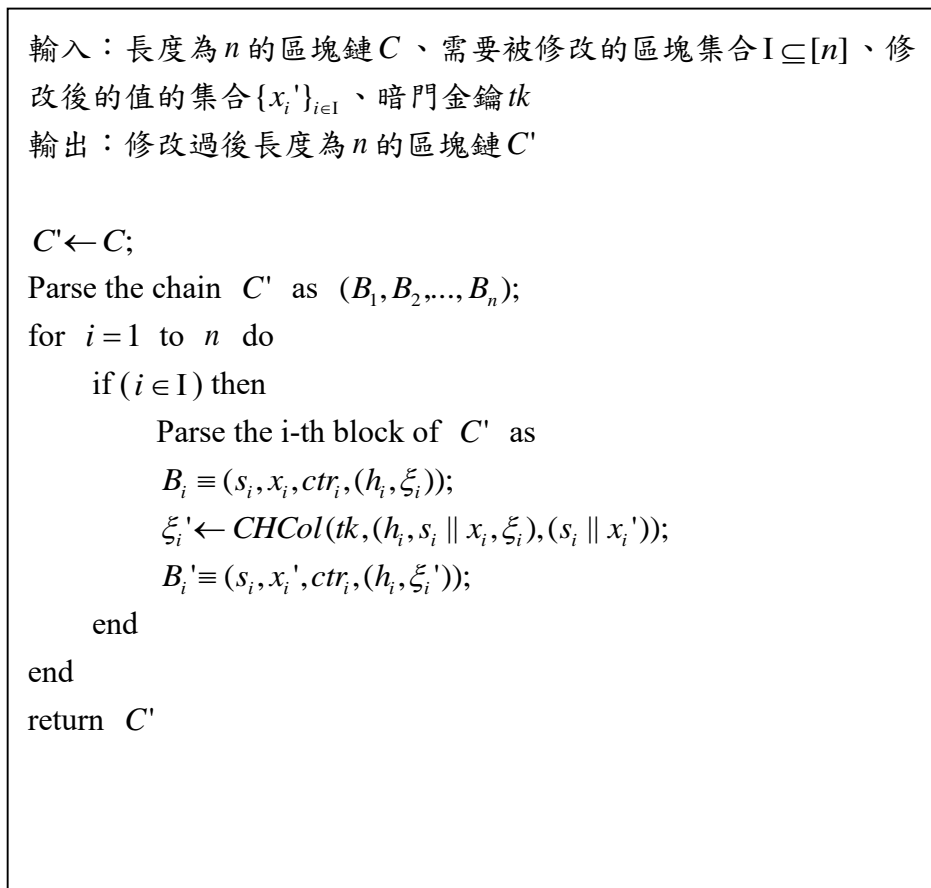 輸入：長度為 n 的區塊鏈 C 、需要被修改的區塊集合 I ⊆ [n] 、修
改後的值的集合 {x_i'}_{i∈I} 、暗門金鑰 tk
輸出：修改過後長度為 n 的區塊鏈 C'
C' ← C;
Parse the chain C' as (B_1, B_2, ..., B_n);
for i = 1 to n do
if (i ∈ I) then
Parse the i-th block of C' as
B_i ≡ (s_i, x_i, ctr_i, (h_i, ξ_i));
ξ_i' ← CHCol(tk, (h_i, s_i || x_i, ξ_i), (s_i || x_i'));
B_i' ≡ (s_i, x_i', ctr_i, (h_i, ξ_i'));
end
end
return C'